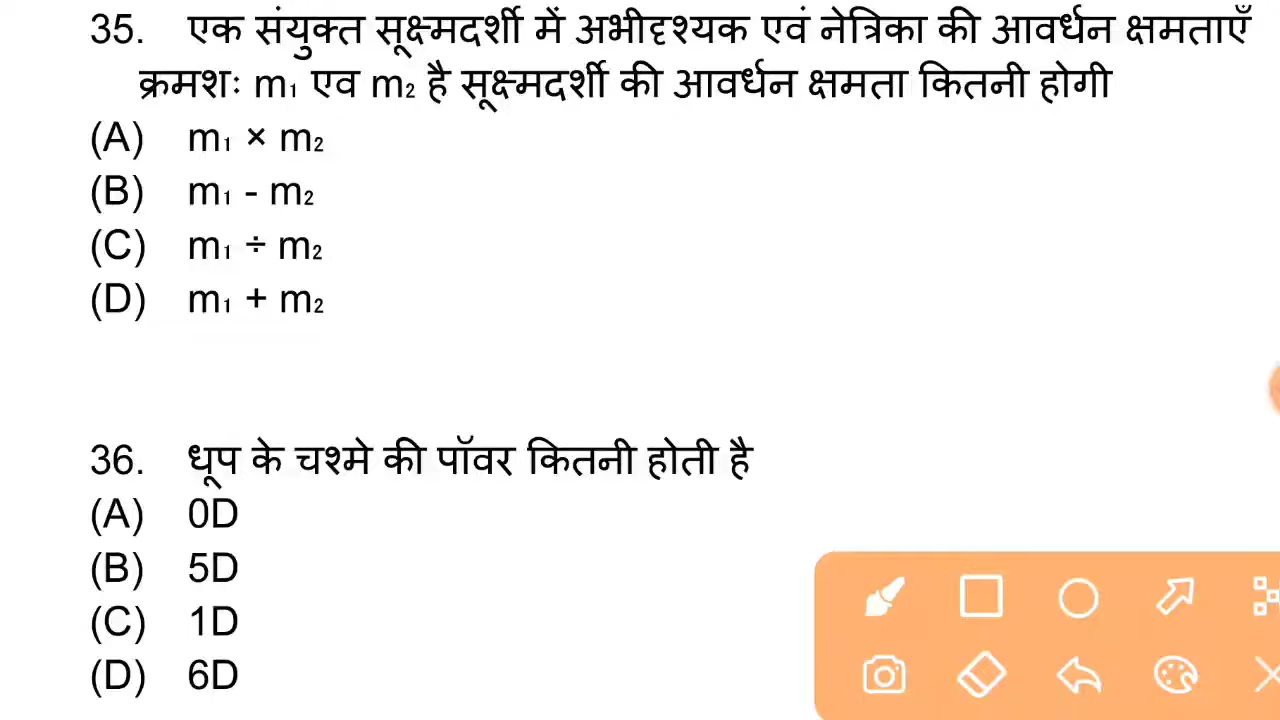 35. एक संयुक्त सूक्ष्मदर्शी में अभीदृश्यक एवं नेत्रिका की आवर्धन क्षमताएँ
क्रमशः m₁ एव m₂ है सूक्ष्मदर्शी की आवर्धन क्षमता कितनी होगी
(A) m₁ × m₂
(B) m₁ - m₂
(C) m₁ ÷ m₂
(D) m₁ + m₂
36. धूप के चश्मे की पॉवर कितनी होती है
(A) 0D
(B) 5D
(C) 1D
(D) 6D